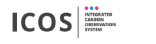 ICOS
INTEGRATED
CARBON
OBSERVATION
SYSTEM